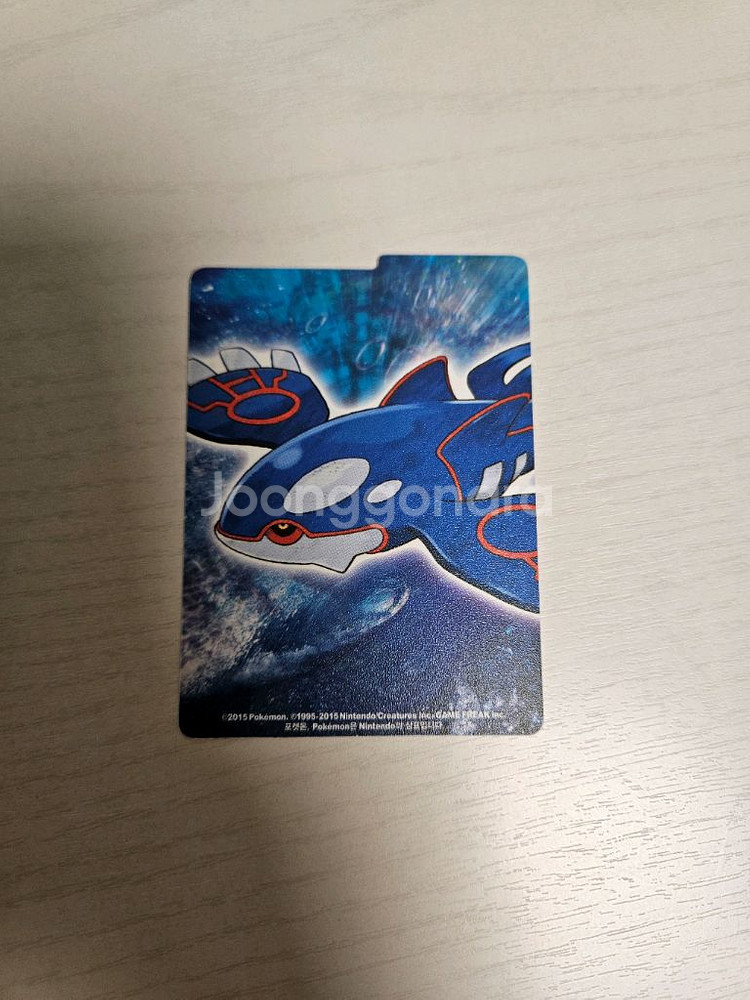 Joonggonara
©2015 Pokémon. ©1995-2015 Nintendo/Creatures Inc./GAME FREAK inc.
포켓몬, Pokémon은 Nintendo의 상표입니다.